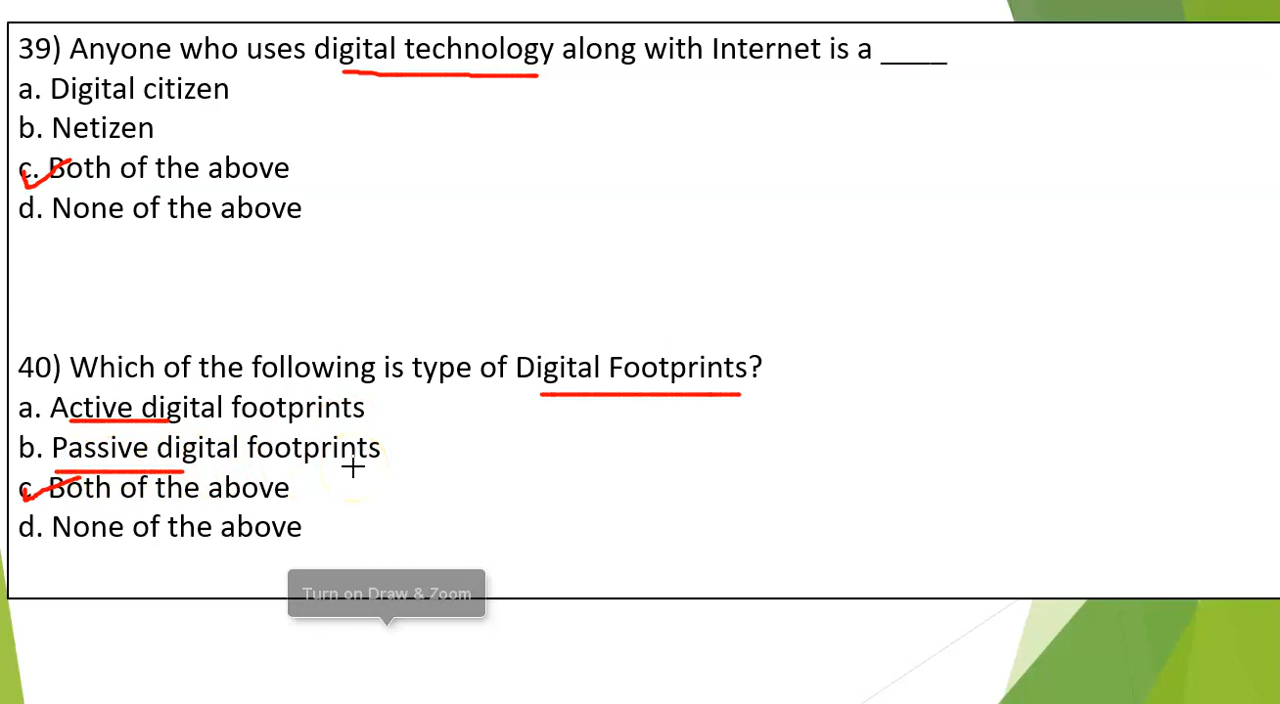 39) Anyone who uses digital technology along with Internet is a ____
a. Digital citizen
b. Netizen
c. Both of the above
d. None of the above
40) Which of the following is type of Digital Footprints?
a. Active digital footprints
b. Passive digital footprints
c. Both of the above
d. None of the above
Turn on Draw & Zoom